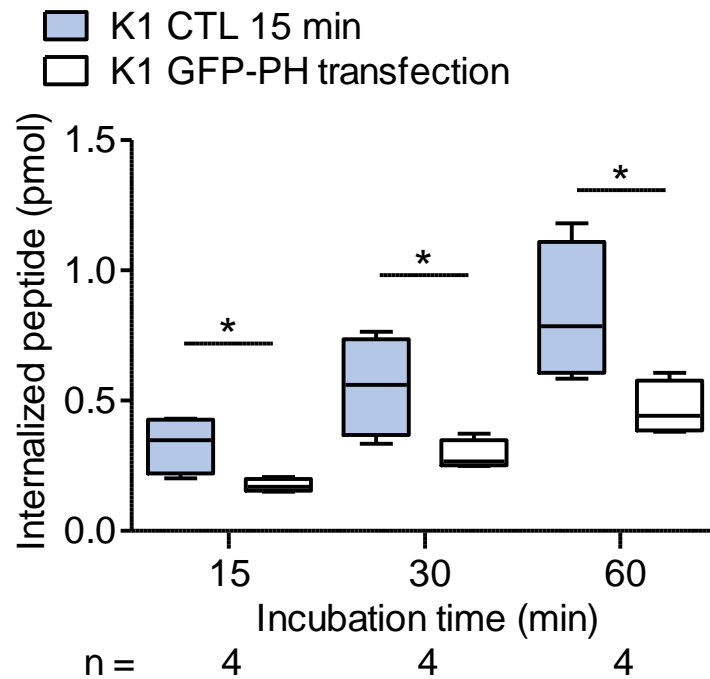 K1 CTL 15 min
K1 GFP-PH transfection
Internalized peptide (pmol)
1.5
1.0
0.5
0.0
*
*
*
15 30 60
Incubation time (min)
n = 4 4 4